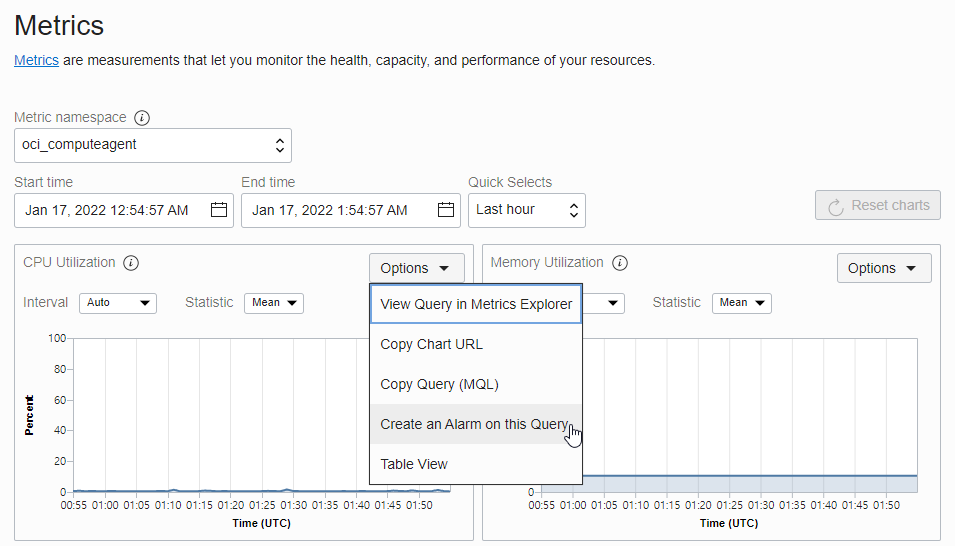 Metrics
Metrics are measurements that let you monitor the health, capacity, and performance of your resources.
Metric namespace i
oci_computeagent
Start time End time Quick Selects
Jan 17, 2022 12:54:57 AM Jan 17, 2022 1:54:57 AM Last hour Reset charts
CPU Utilization i Options
Interval Auto Statistic Mean
View Query in Metrics Explorer
Copy Chart URL
Copy Query (MQL)
Create an Alarm on this Query
Table View
Percent
100
80
60
40
20
0
00:55 01:00 01:05 01:10 01:15 01:20 01:25 01:30 01:35 01:40 01:45 01:50
Time (UTC)
Memory Utilization i Options
Statistic Mean
0
00:55 01:00 01:05 01:10 01:15 01:20 01:25 01:30 01:35 01:40 01:45 01:50
Time (UTC)